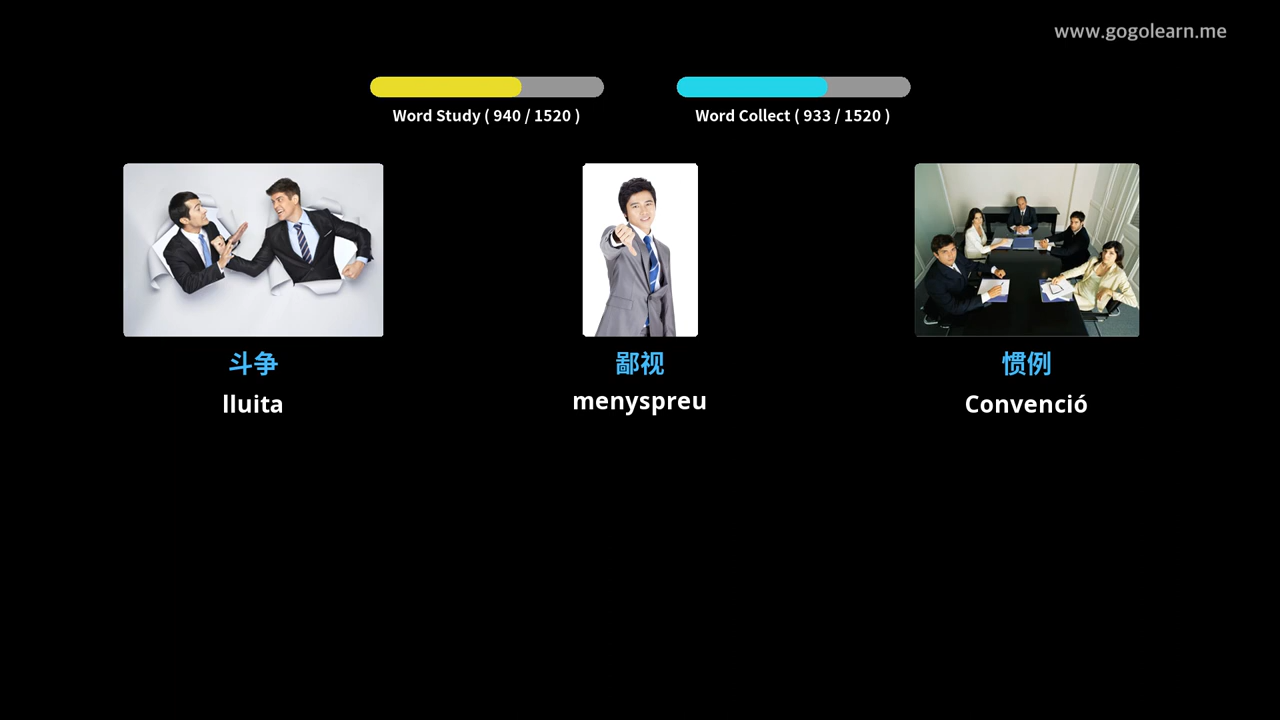 www.gogolearn.me
Word Study ( 940 / 1520 )
Word Collect ( 933 / 1520 )
斗争
鄙视
惯例
lluita
menyspreu
Convenció